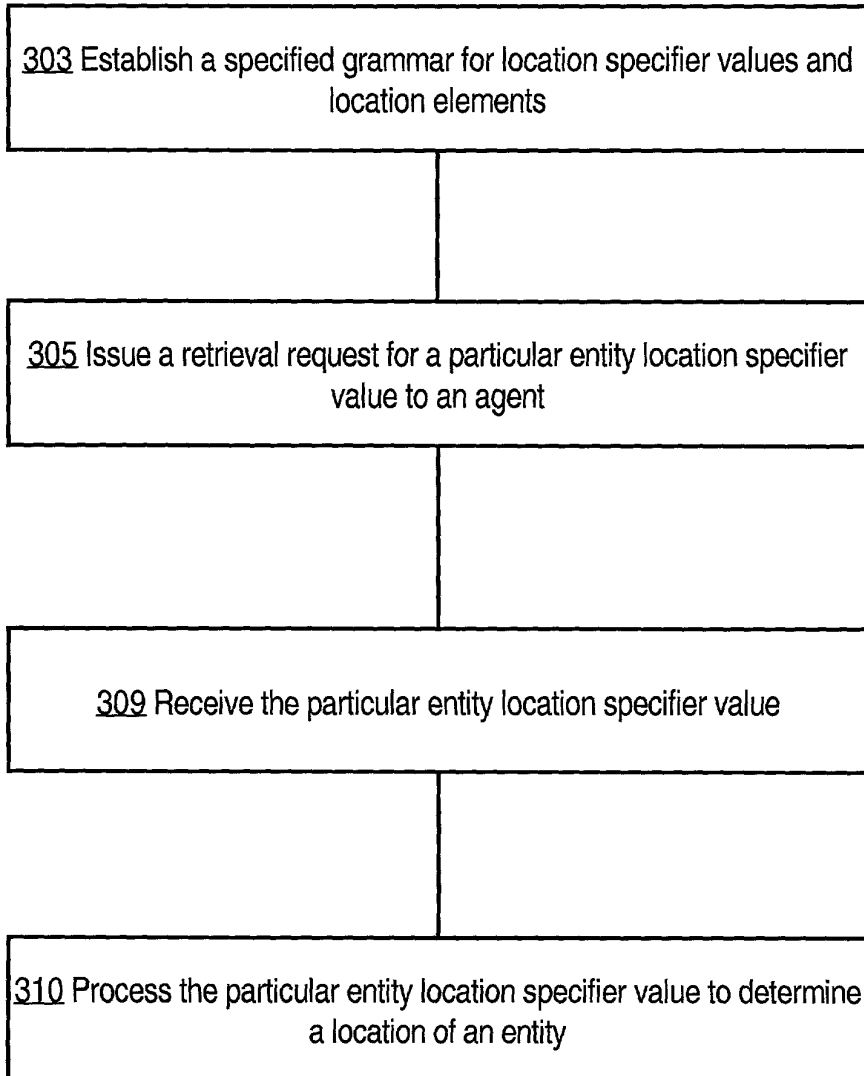 303 Establish a specified grammar for location specifier values and
location elements
305 Issue a retrieval request for a particular entity location specifier
value to an agent
309 Receive the particular entity location specifier value
310 Process the particular entity location specifier value to determine
a location of an entity